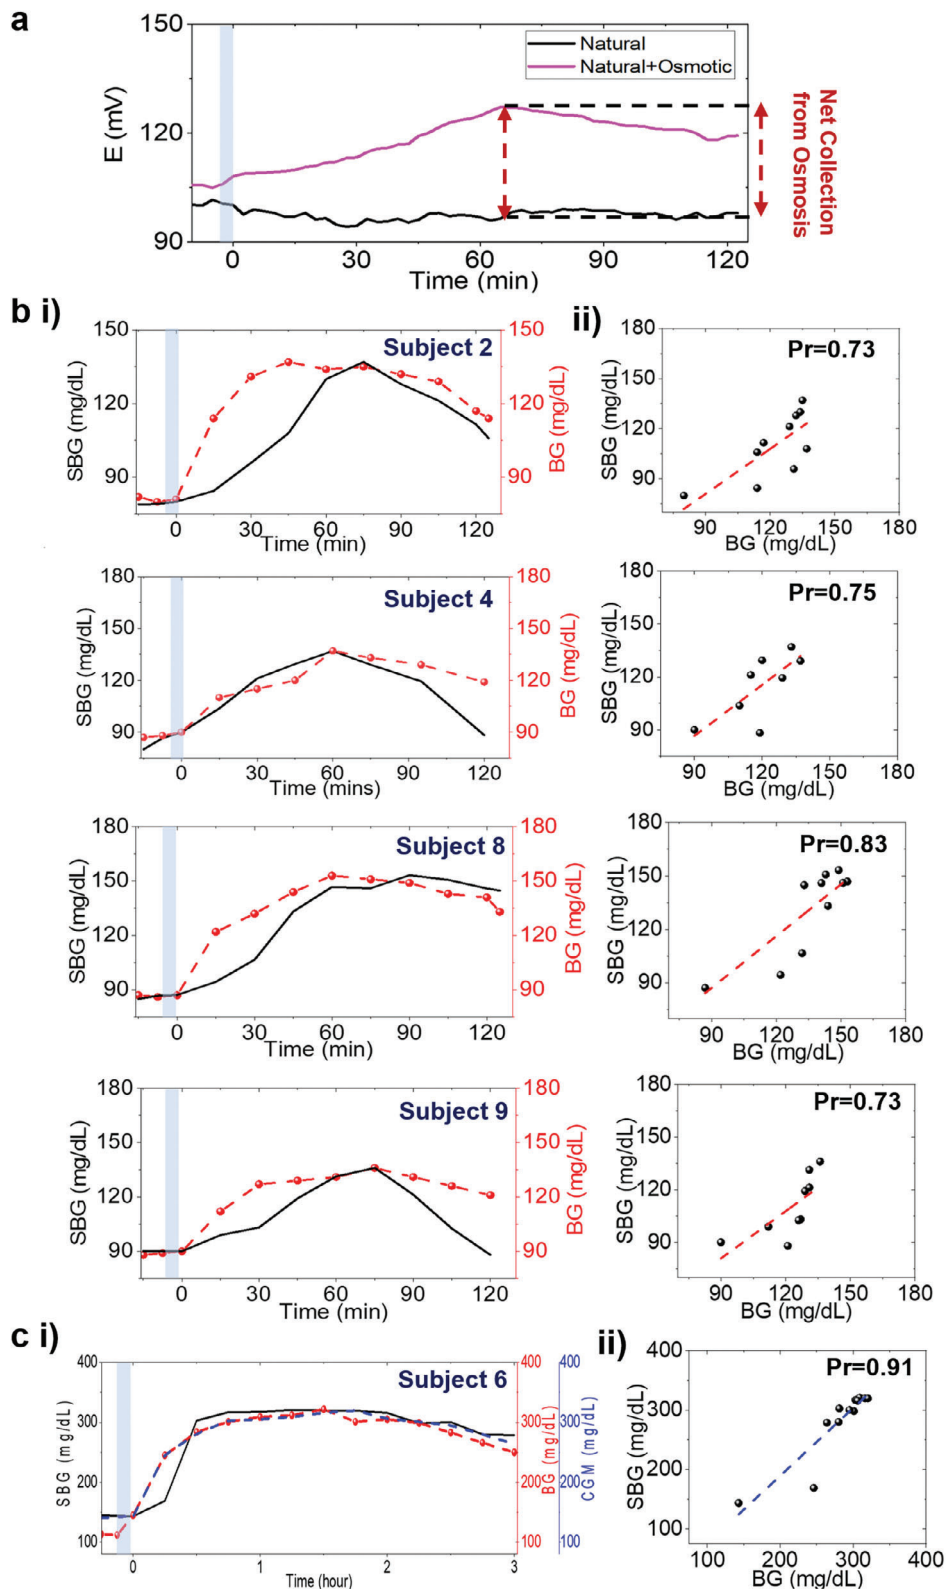 a
150
120
90
E (mV)
Natural
Natural+Osmotic
Net Collection
from Osmosis
0 30 60 90 120
Time (min)
b i)
150
120
90
SBG (mg/dL)
Subject 2
150
120
90
BG (mg/dL)
0 30 60 90 120
Time (min)
ii)
180
150
120
90
SBG (mg/dL)
Pr=0.73
90 120 150 180
BG (mg/dL)
180
150
120
90
SBG (mg/dL)
Subject 4
180
150
120
90
BG (mg/dL)
0 30 60 90 120
Time (mins)
180
150
120
90
SBG (mg/dL)
Pr=0.75
90 120 150 180
BG (mg/dL)
180
150
120
90
SBG (mg/dL)
Subject 8
180
150
120
90
BG (mg/dL)
0 30 60 90 120
Time (min)
180
150
120
90
SBG (mg/dL)
Pr=0.83
90 120 150 180
BG (mg/dL)
180
150
120
90
SBG (mg/dL)
Subject 9
180
150
120
90
BG (mg/dL)
0 30 60 90 120
Time (min)
180
150
120
90
SBG (mg/dL)
Pr=0.73
90 120 150 180
BG (mg/dL)
c i)
400
300
200
100
SBG (mg/dL)
Subject 6
400
300
200
100
BG (mg/dL)
400
300
200
100
CGM (mg/dL)
0 1 2 3
Time (hour)
ii)
400
300
200
100
SBG (mg/dL)
Pr=0.91
100 200 300 400
BG (mg/dL)